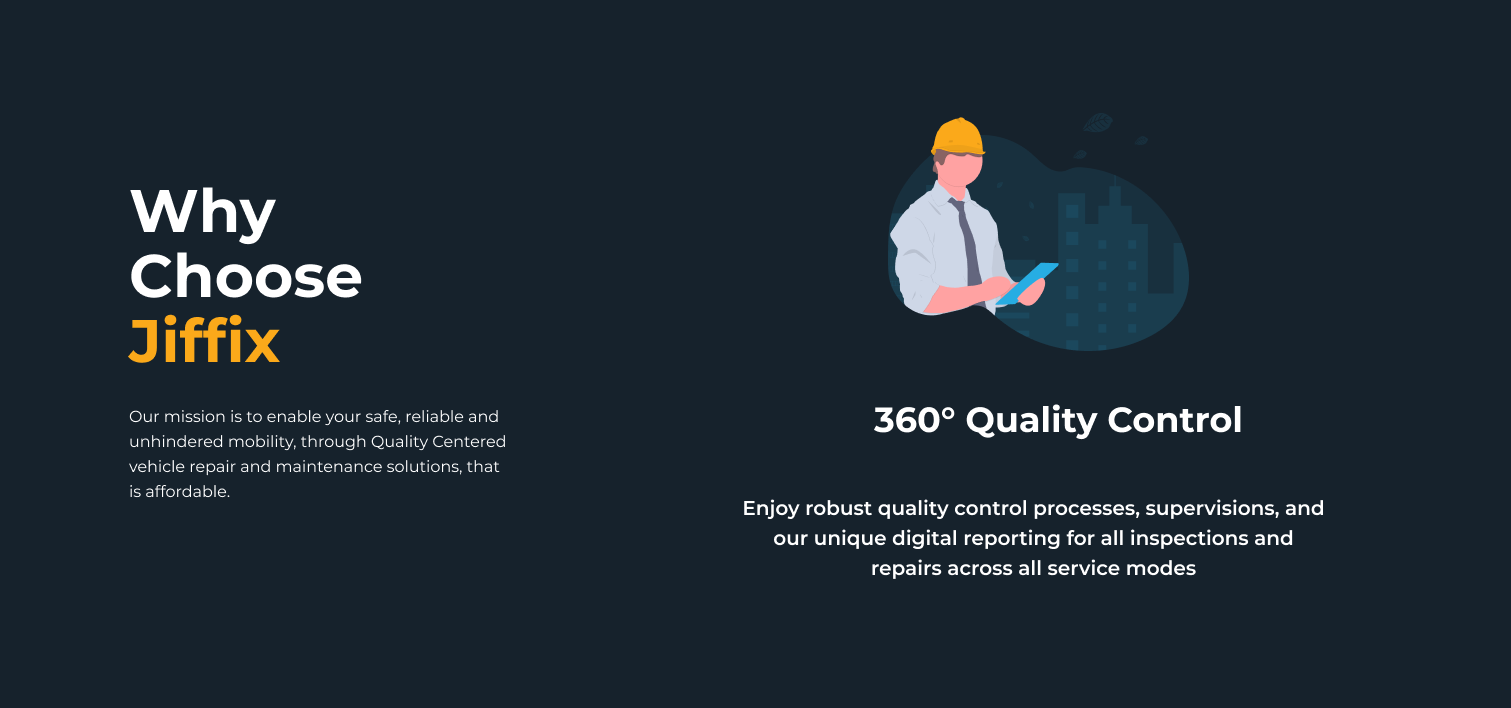 Why
Choose
Jiffix
Our mission is to enable your safe, reliable and
unhindered mobility, through Quality Centered
vehicle repair and maintenance solutions, that
is affordable.
360° Quality Control
Enjoy robust quality control processes, supervisions, and
our unique digital reporting for all inspections and
repairs across all service modes